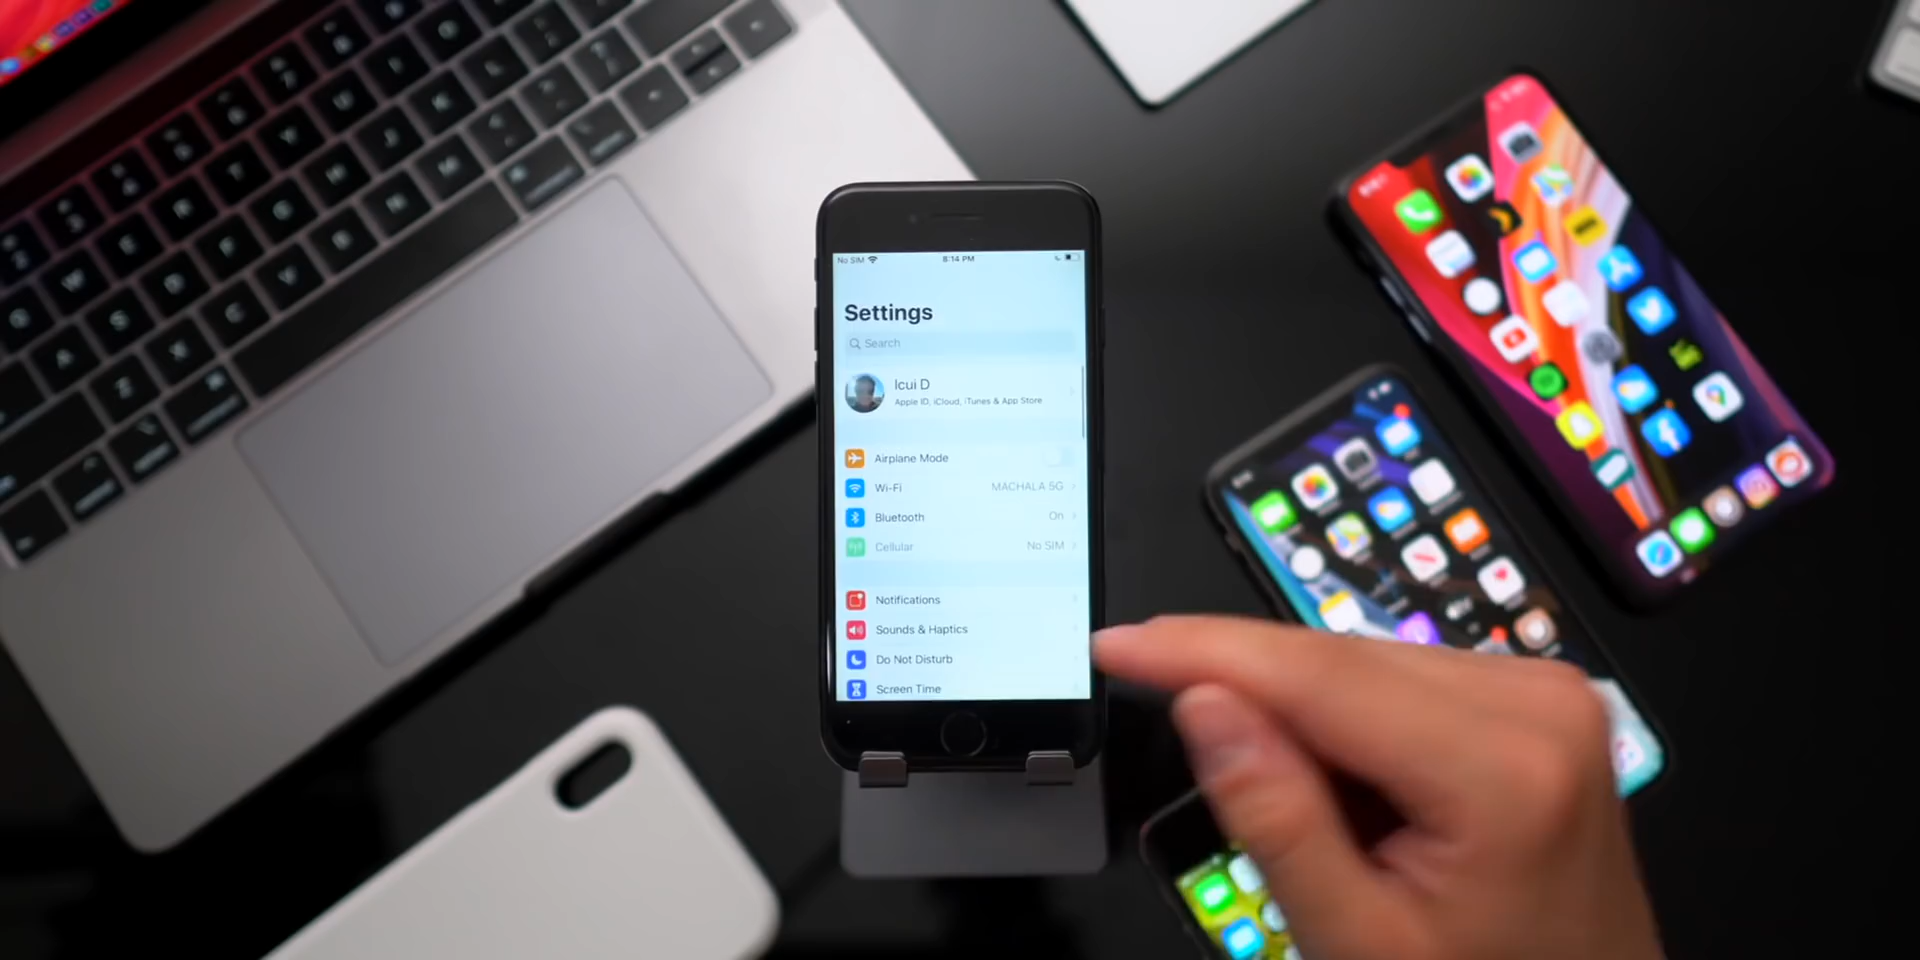 No SIM 8:14 PM
Settings
Search
Icui D
Apple ID, iCloud, iTunes & App Store
Airplane Mode
Wi-Fi MACHALA 5G
Bluetooth On
Cellular No SIM
Notifications
Sounds & Haptics
Do Not Disturb
Screen Time